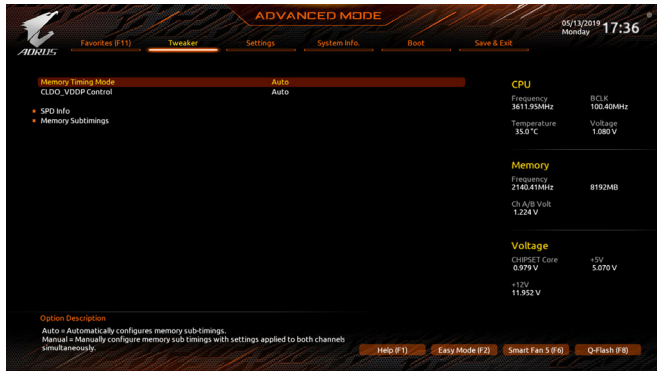 ADVANCED MODE
05/13/2019 Monday 17:36
AORUS
Favorites (F11) Tweaker Settings System Info. Boot Save & Exit
Memory Timing Mode Auto
CLDO_VDDP Control Auto
SPD Info
Memory Subtimings
CPU
Frequency BCLK
3611.95MHz 100.40MHz
Temperature Voltage
35.0 °C 1.080 V
Memory
Frequency
2140.41MHz 8192MB
Ch A/B Volt
1.224 V
Voltage
CHIPSET Core +5V
0.979 V 5.070 V
+12V
11.952 V
Option Description
Auto = Automatically configures memory sub-timings.
Manual = Manually configure memory sub timings with settings applied to both channels
simultaneously.
Help (F1) Easy Mode (F2) Smart Fan 5 (F6) Q-Flash (F8)